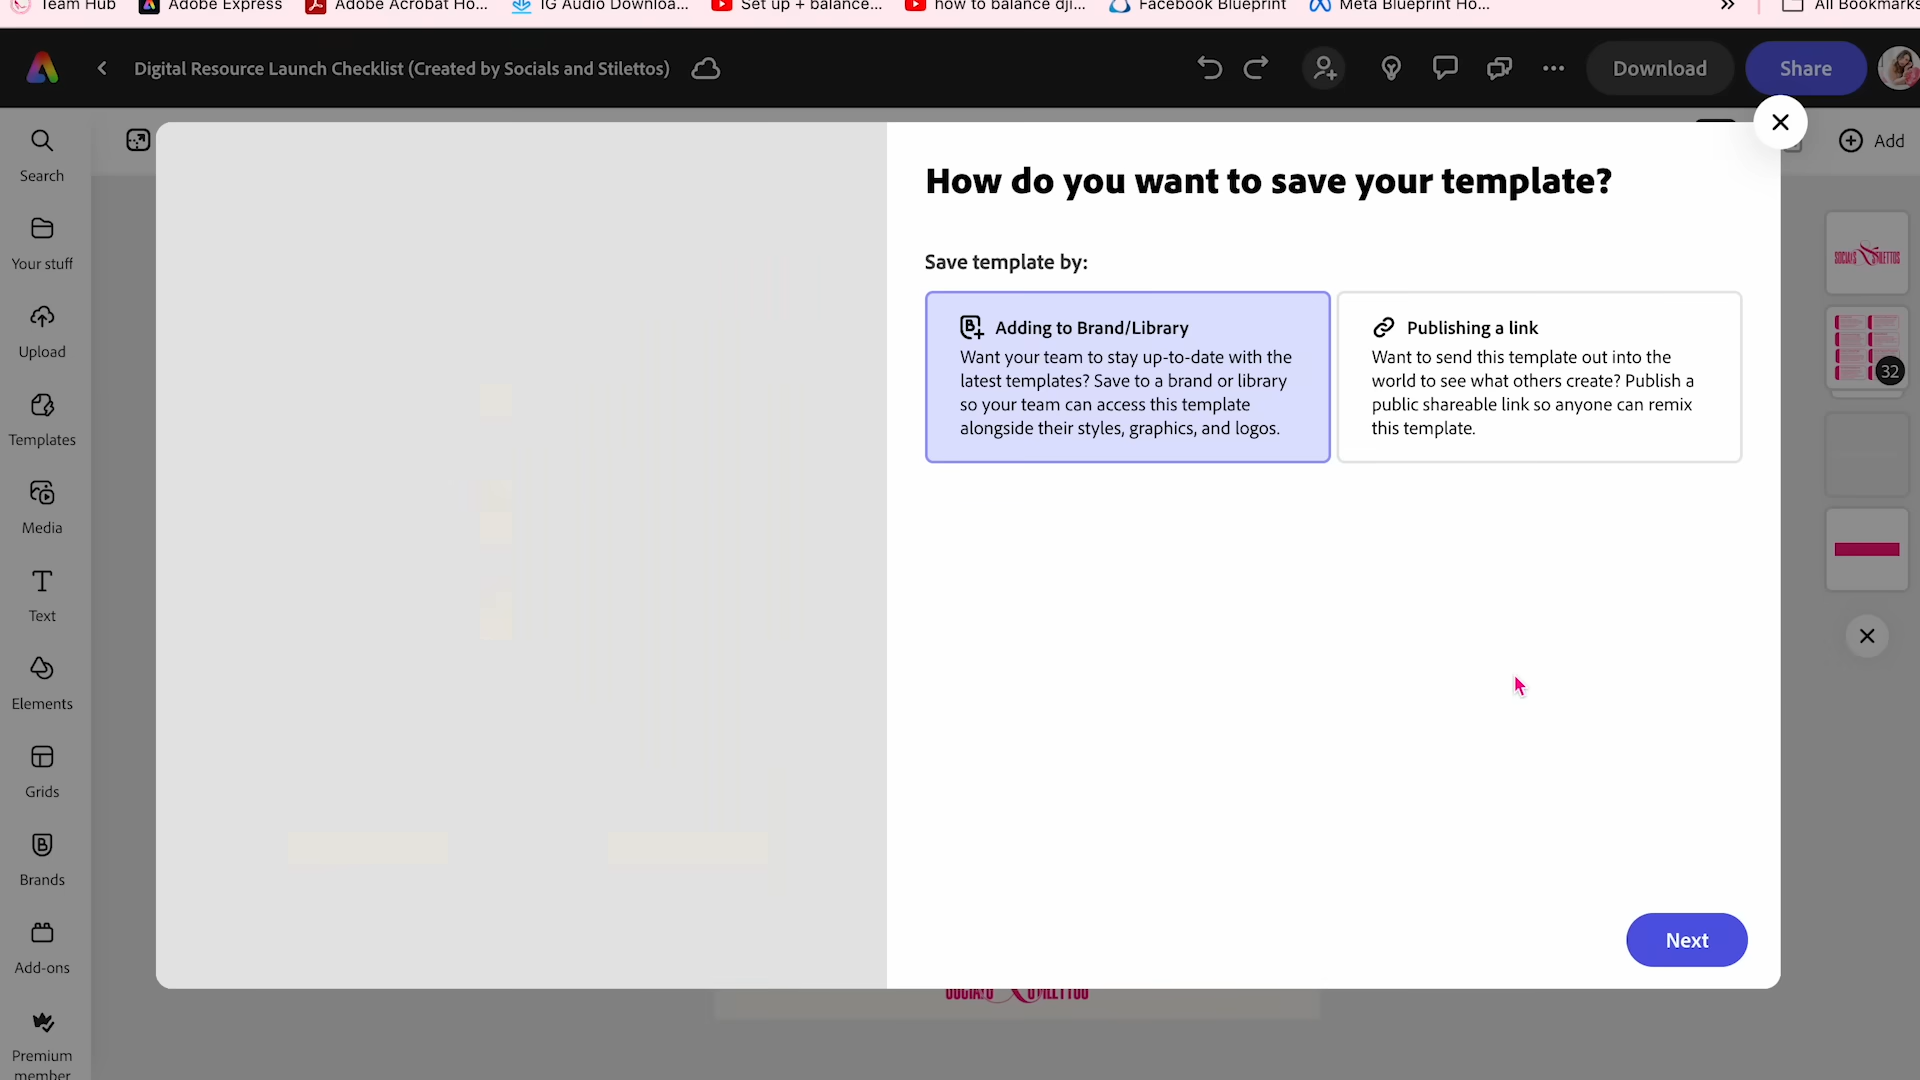 Team Hub
Adobe Express
Adobe Acrobat Ho...
IG Audio Downloa...
Set up + balance...
how to balance dji...
Facebook Blueprint
Meta Blueprint Ho...
All Bookmarks
Digital Resource Launch Checklist (Created by Socials and Stilettos)
Download
Share
Search
Your stuff
Upload
Templates
Media
Text
Elements
Grids
Brands
Add-ons
Premium
member
How do you want to save your template?
Save template by:
Adding to Brand/Library
Want your team to stay up-to-date with the
latest templates? Save to a brand or library
so your team can access this template
alongside their styles, graphics, and logos.
Publishing a link
Want to send this template out into the
world to see what others create? Publish a
public shareable link so anyone can remix
this template.
Next
Add
SOCIALS STILETTOS
32
SOCIALS STILETTOS